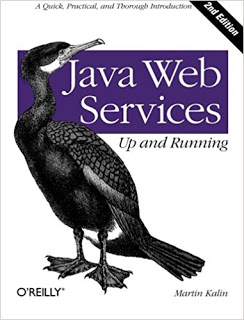 A Quick, Practical, and Thorough Introduction
2nd Edition
Java Web
Services
Up and Running
O'REILLY
Martin Kalin